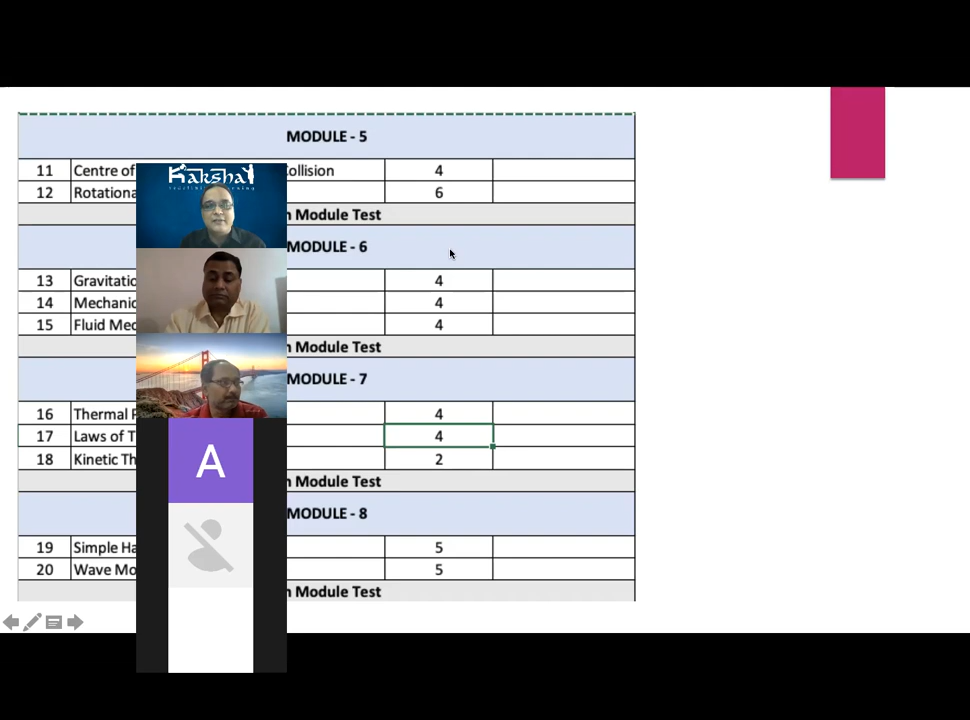 MODULE - 5
11 Centre of Collision 4
12 Rotationa 6
Module Test
MODULE - 6
13 Gravitatic 4
14 Mechanic 4
15 Fluid Mec 4
Module Test
MODULE - 7
16 Thermal P 4
17 Laws of T 4
18 Kinetic Th 2
Module Test
MODULE - 8
19 Simple Ha 5
20 Wave Mo 5
Module Test
Rakshak
A